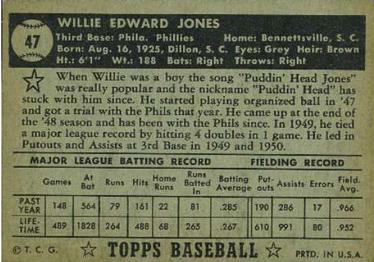 47
WILLIE EDWARD JONES
Third Base: Phila. Phillies Home: Bennettsville, S. C.
Born: Aug. 16, 1925, Dillon, S. C. Eyes: Grey Hair: Brown
Ht.: 6'1" Wt.: 188 Bats: Right Throws: Right
When Willie was a boy the song "Puddin' Head Jones"
was really popular and the nickname "Puddin' Head" has
stuck with him since. He started playing organized ball in '47
and got a trial with the Phils that year. He came up at the end of
the '48 season and has been with the Phils since. In 1949, he tied
a major league record by hitting 4 doubles in 1 game. He led in
Putouts and Assists at 3rd Base in 1949 and 1950.
MAJOR LEAGUE BATTING RECORD FIELDING RECORD
Games At Bat Runs Hits Home Runs Runs Batted In Batting Average Put-outs Assists Errors Field. Avg.
PAST YEAR 148 564 79 161 22 81 .285 190 286 17 .966
LIFE-TIME 489 1828 264 488 68 265 .267 610 991 80 .952
© T. C. G. TOPPS BASEBALL PRTD. IN U.S.A.